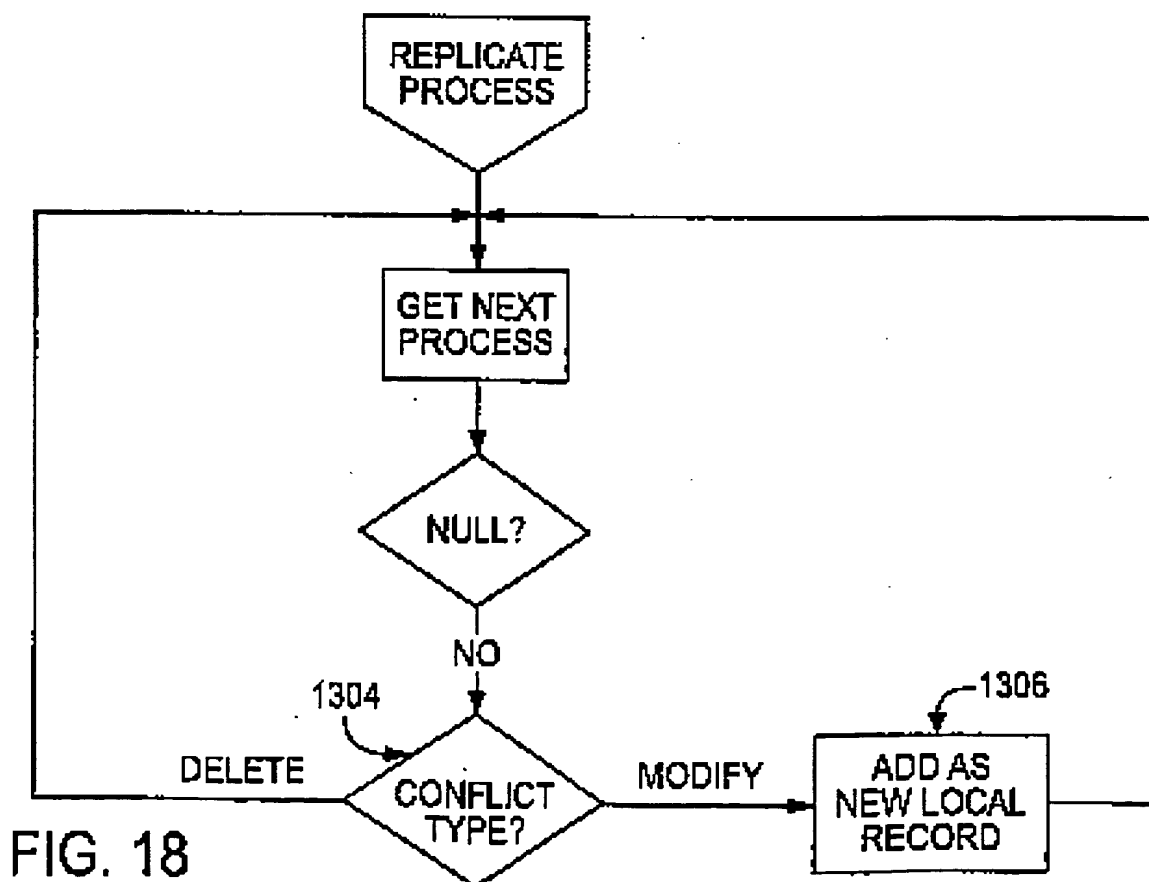 REPLICATE
PROCESS
GET NEXT
PROCESS
NULL?
NO
1304
1306
DELETE
CONFLICT
TYPE?
MODIFY
ADD AS
NEW LOCAL
RECORD
FIG. 18